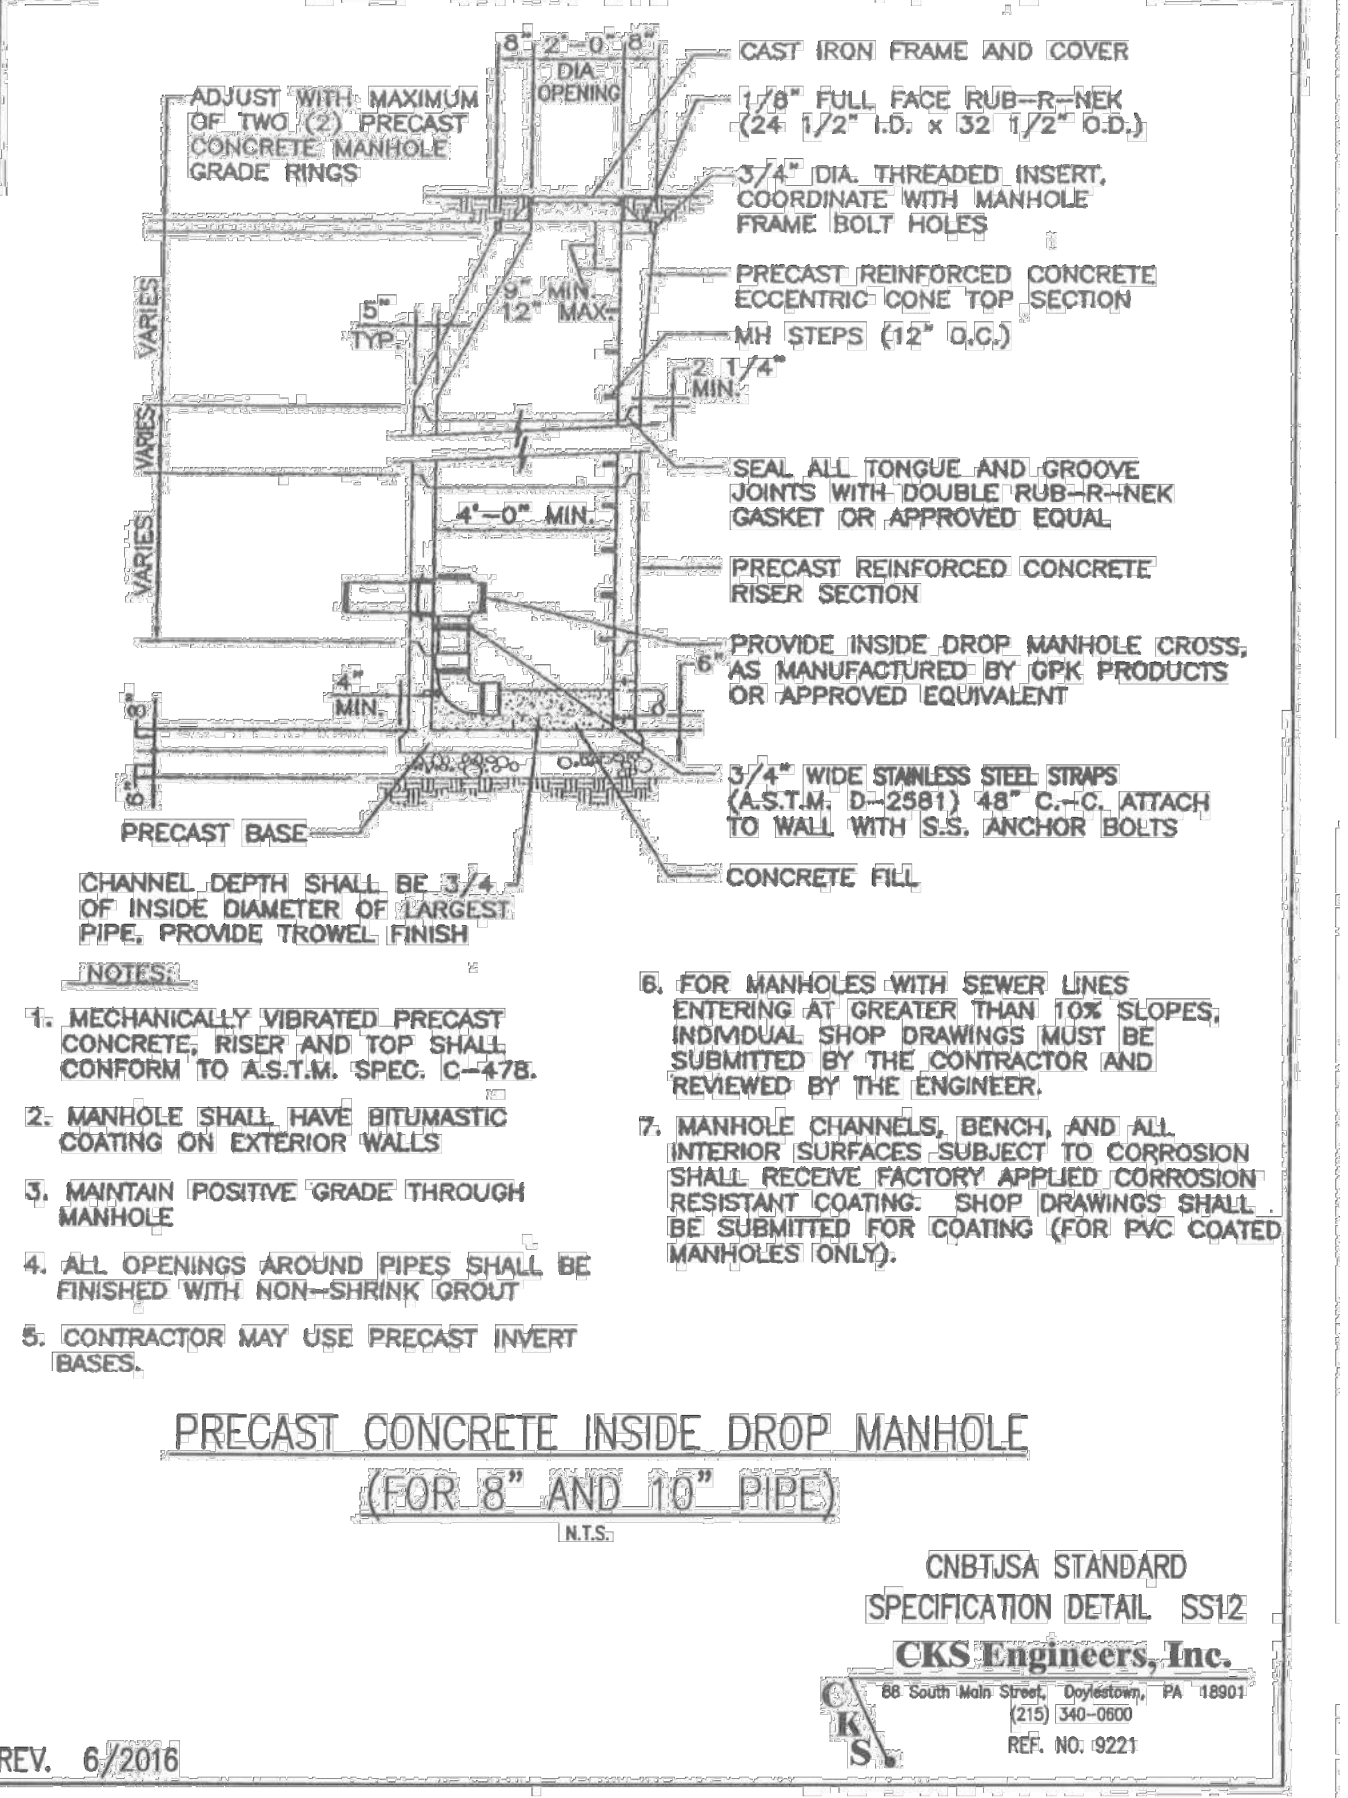 8" 2'-0" 8"
DIA.
OPENING
CAST IRON FRAME AND COVER
ADJUST WITH MAXIMUM
OF TWO (2) PRECAST
CONCRETE MANHOLE
GRADE RINGS
1/8" FULL FACE RUB-R-NEK
(24 1/2" I.D. x 32 1/2" O.D.)
3/4" DIA. THREADED INSERT,
COORDINATE WITH MANHOLE
FRAME BOLT HOLES
PRECAST REINFORCED CONCRETE
ECCENTRIC CONE TOP SECTION
9" MIN.
12" MAX.
5"
TYP.
VARIES
MH STEPS (12" O.C.)
2 1/4"
MIN.
VARIES
SEAL ALL TONGUE AND GROOVE
JOINTS WITH DOUBLE RUB-R-NEK
GASKET OR APPROVED EQUAL
4'-0" MIN.
VARIES
PRECAST REINFORCED CONCRETE
RISER SECTION
PROVIDE INSIDE DROP MANHOLE CROSS,
AS MANUFACTURED BY GPK PRODUCTS
OR APPROVED EQUIVALENT
6"
4"
MIN.
8"
6"
3/4" WIDE STAINLESS STEEL STRAPS
(A.S.T.M. D-2581) 48" C.-C. ATTACH
TO WALL WITH S.S. ANCHOR BOLTS
PRECAST BASE
CONCRETE FILL
CHANNEL DEPTH SHALL BE 3/4
OF INSIDE DIAMETER OF LARGEST
PIPE. PROVIDE TROWEL FINISH
NOTES:
1. MECHANICALLY VIBRATED PRECAST
CONCRETE, RISER AND TOP SHALL
CONFORM TO A.S.T.M. SPEC. C-478.
2. MANHOLE SHALL HAVE BITUMASTIC
COATING ON EXTERIOR WALLS
3. MAINTAIN POSITIVE GRADE THROUGH
MANHOLE
4. ALL OPENINGS AROUND PIPES SHALL BE
FINISHED WITH NON-SHRINK GROUT
5. CONTRACTOR MAY USE PRECAST INVERT
BASES.
6. FOR MANHOLES WITH SEWER LINES
ENTERING AT GREATER THAN 10% SLOPES,
INDIVIDUAL SHOP DRAWINGS MUST BE
SUBMITTED BY THE CONTRACTOR AND
REVIEWED BY THE ENGINEER.
7. MANHOLE CHANNELS, BENCH, AND ALL
INTERIOR SURFACES SUBJECT TO CORROSION
SHALL RECEIVE FACTORY APPLIED CORROSION
RESISTANT COATING. SHOP DRAWINGS SHALL
BE SUBMITTED FOR COATING (FOR PVC COATED
MANHOLES ONLY).
PRECAST CONCRETE INSIDE DROP MANHOLE
(FOR 8" AND 10" PIPE)
N.T.S.
CNBTJSA STANDARD
SPECIFICATION DETAIL SS12
CKS Engineers, Inc.
88 South Main Street, Doylestown, PA 18901
(215) 340-0600
REF. NO. 9221
CKS.
REV. 6/2016